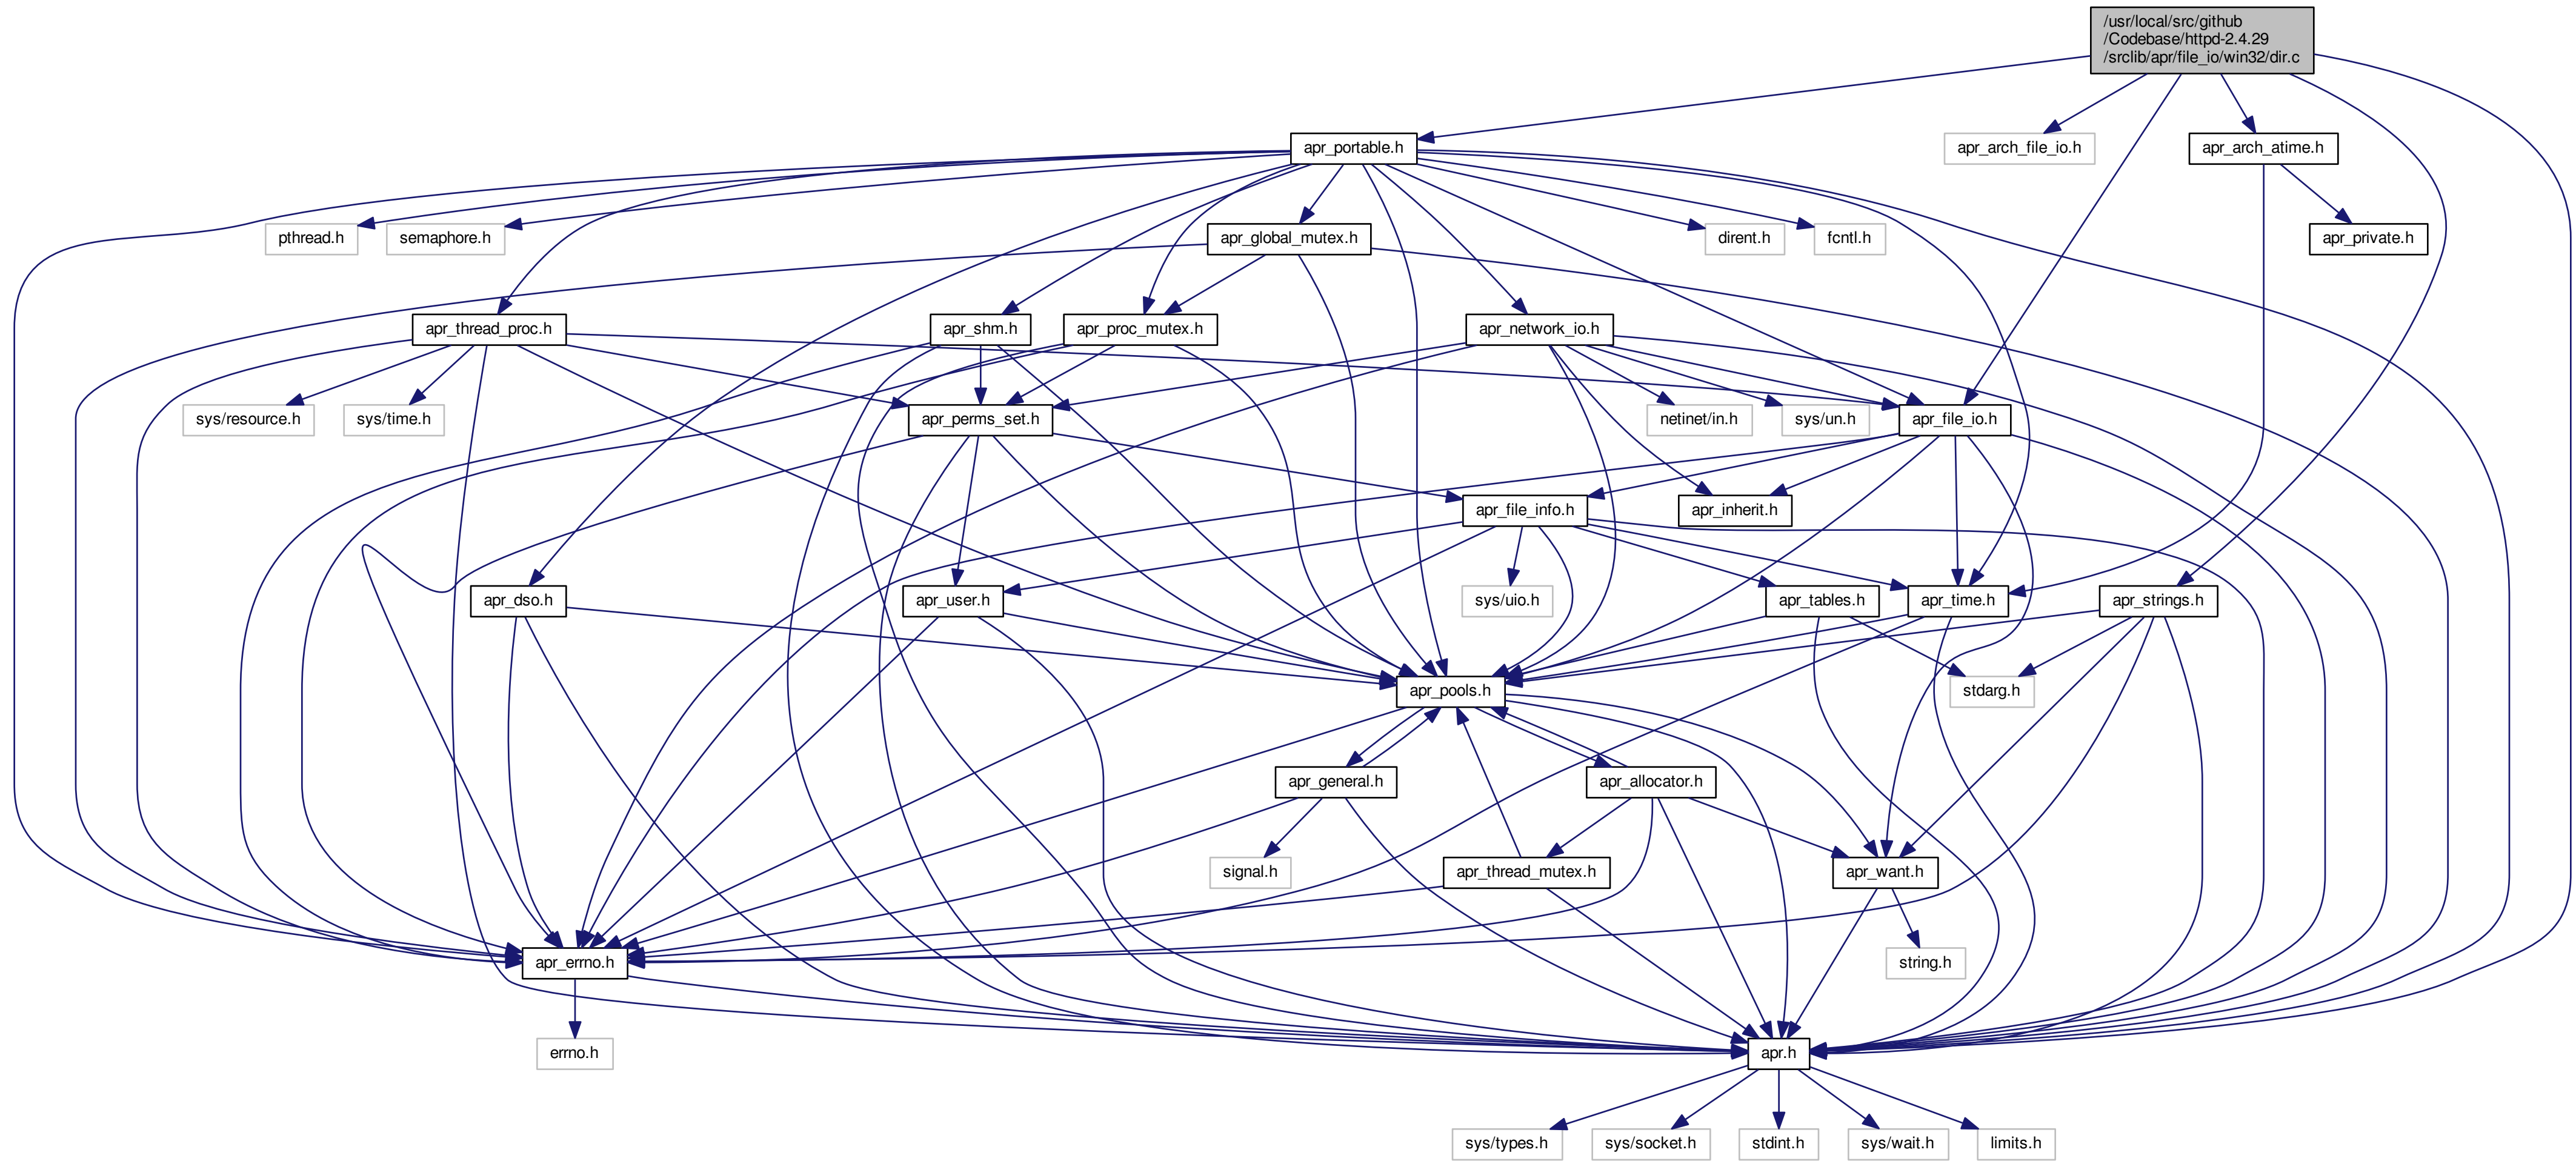 /usr/local/src/github
/Codebase/httpd-2.4.29
/srclib/apr/file_io/win32/dir.c
apr_portable.h
apr_arch_file_io.h
apr_arch_atime.h
pthread.h
semaphore.h
apr_global_mutex.h
dirent.h
fcntl.h
apr_private.h
apr_thread_proc.h
apr_shm.h
apr_proc_mutex.h
apr_network_io.h
sys/resource.h
sys/time.h
apr_perms_set.h
netinet/in.h
sys/un.h
apr_file_io.h
apr_file_info.h
apr_inherit.h
apr_dso.h
apr_user.h
sys/uio.h
apr_tables.h
apr_time.h
apr_strings.h
apr_pools.h
stdarg.h
apr_general.h
apr_allocator.h
signal.h
apr_thread_mutex.h
apr_want.h
apr_errno.h
string.h
errno.h
apr.h
sys/types.h
sys/socket.h
stdint.h
sys/wait.h
limits.h